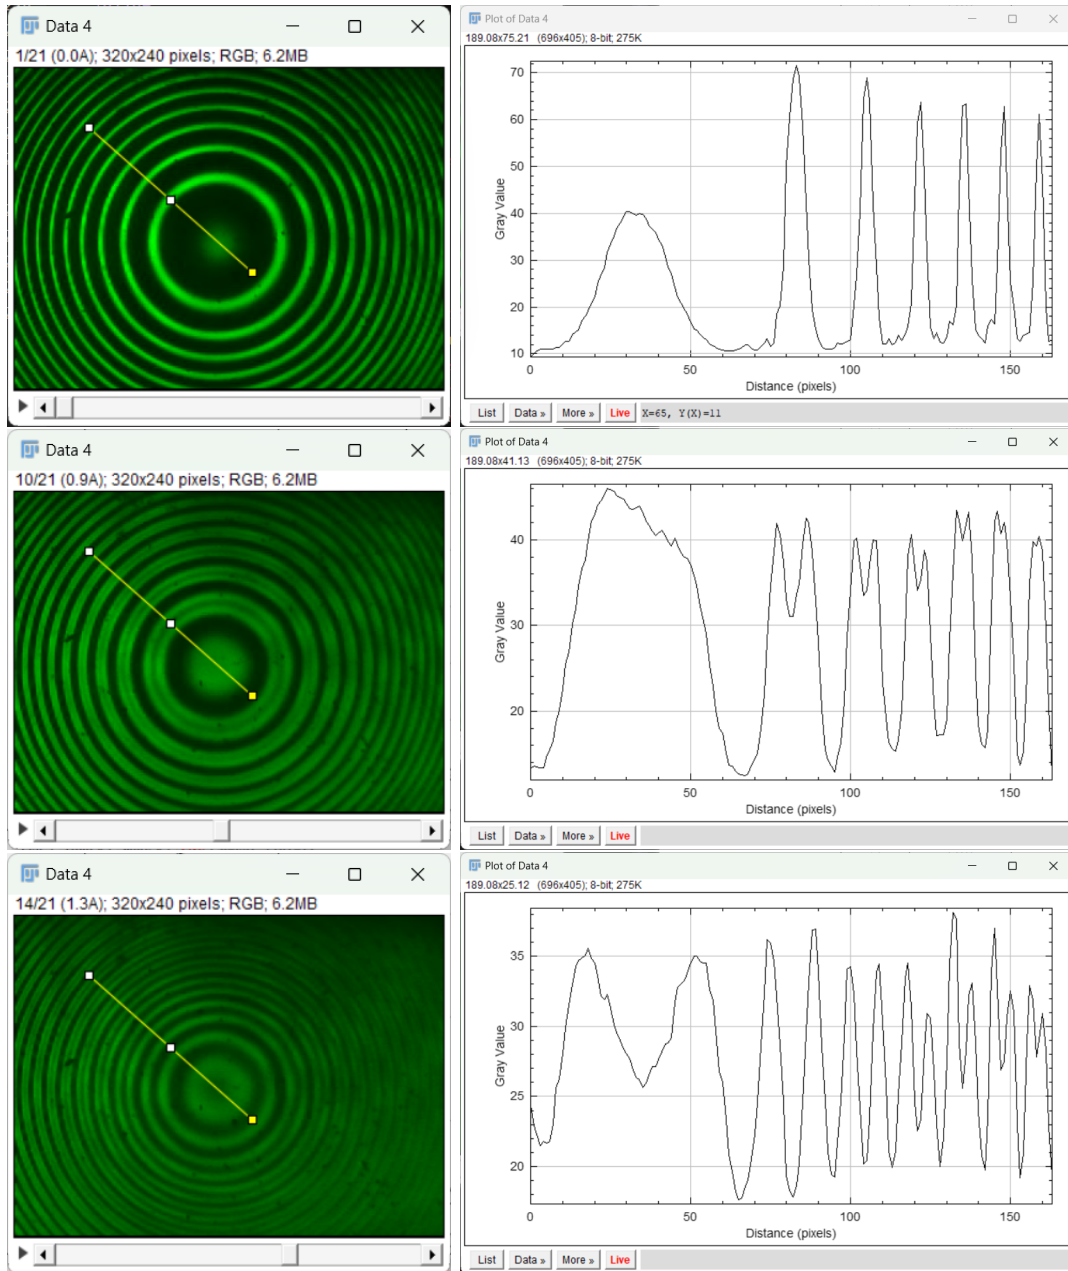 Data 4
1/21 (0.0A); 320x240 pixels; RGB; 6.2MB
Plot of Data 4
189.08x75.21 (696x405); 8-bit; 275K
70
60
50
40
30
20
10
Gray Value
0 50 100 150
Distance (pixels)
List Data » More » Live X=65, Y(X)=11
Data 4
10/21 (0.9A); 320x240 pixels; RGB; 6.2MB
Plot of Data 4
189.08x41.13 (696x405); 8-bit; 275K
40
30
20
Gray Value
0 50 100 150
Distance (pixels)
List Data » More » Live
Data 4
14/21 (1.3A); 320x240 pixels; RGB; 6.2MB
Plot of Data 4
189.08x25.12 (696x405); 8-bit; 275K
35
30
25
20
Gray Value
0 50 100 150
Distance (pixels)
List Data » More » Live